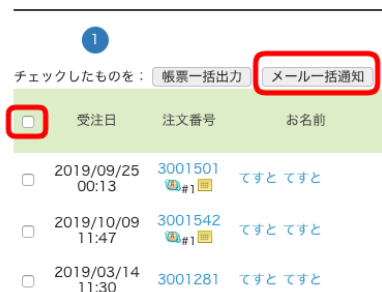 1
チェックしたものを： 帳票一括出力 メール一括通知
受注日 注文番号 お名前
2019/09/25 00:13 3001501 #1 てすと てすと
2019/10/09 11:47 3001542 #1 てすと てすと
2019/03/14 11:30 3001281 てすと てすと